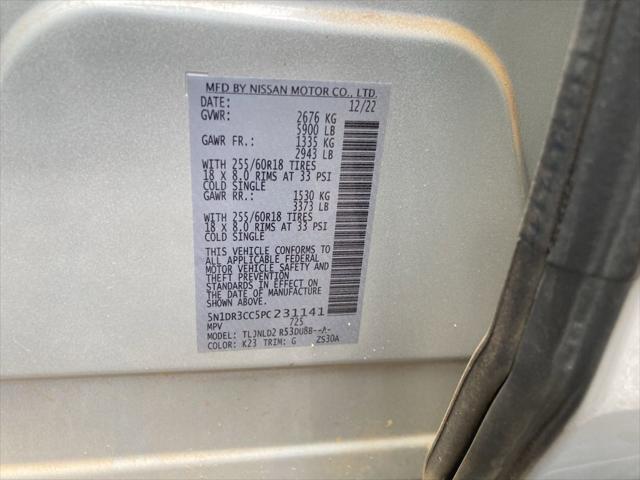 MFD BY NISSAN MOTOR CO., LTD.
DATE: 12/22
GVWR: 2676 KG
5900 LB
GAWR FR.: 1335 KG
2943 LB
WITH 255/60R18 TIRES
18 X 8.0 RIMS AT 33 PSI
COLD SINGLE
GAWR RR.: 1530 KG
3373 LB
WITH 255/60R18 TIRES
18 X 8.0 RIMS AT 33 PSI
COLD SINGLE
THIS VEHICLE CONFORMS TO
ALL APPLICABLE FEDERAL
MOTOR VEHICLE SAFETY AND
THEFT PREVENTION
STANDARDS IN EFFECT ON
THE DATE OF MANUFACTURE
SHOWN ABOVE.
5N1DR3CC5PC231141
MPV 725
MODEL: TLJNLD2 R53DU8B--A-
COLOR: K23 TRIM: G ZS30A